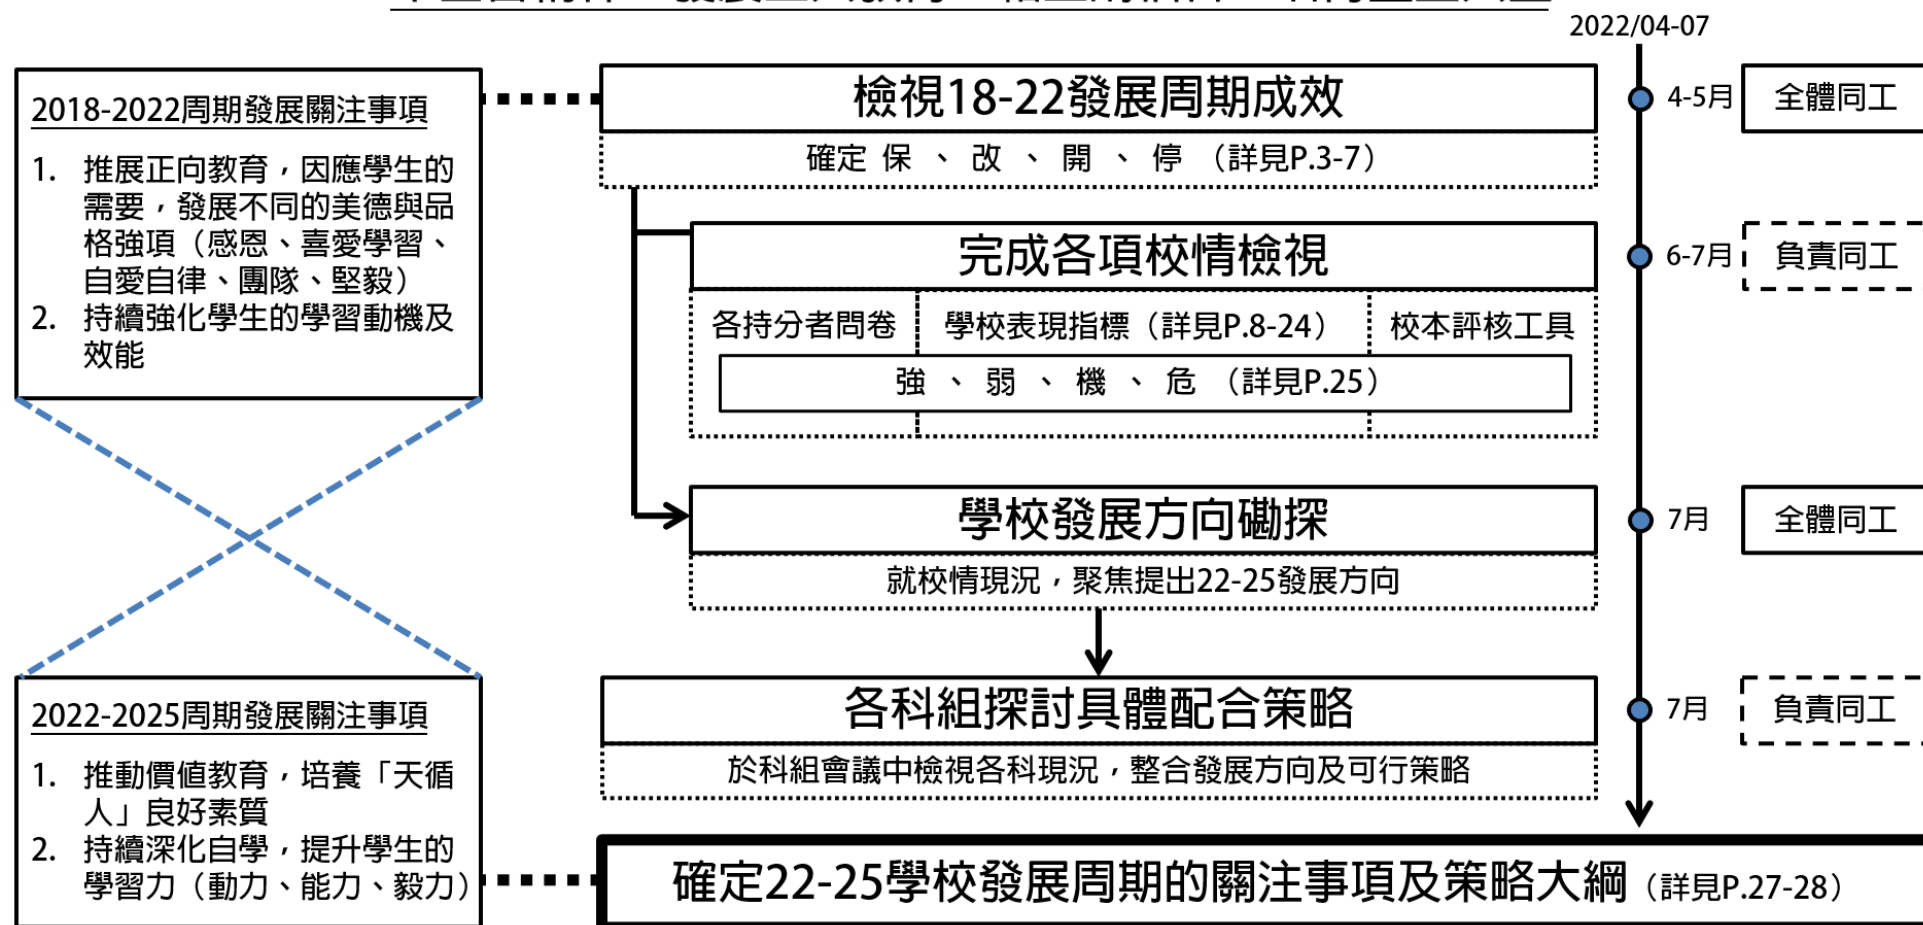 2022/04-07
2018-2022周期發展關注事項
1. 推展正向教育，因應學生的
需要，發展不同的美德與品
格強項（感恩、喜愛學習、
自愛自律、團隊、堅毅）
2. 持續強化學生的學習動機及
效能
檢視18-22發展周期成效
確定 保 、 改 、 開 、 停 （詳見P.3-7）
4-5月
全體同工
完成各項校情檢視
各持分者問卷
學校表現指標（詳見P.8-24）
校本評核工具
強 、 弱 、 機 、 危 （詳見P.25）
6-7月
負責同工
學校發展方向磡探
就校情現況，聚焦提出22-25發展方向
7月
全體同工
各科組探討具體配合策略
於科組會議中檢視各科現況，整合發展方向及可行策略
7月
負責同工
2022-2025周期發展關注事項
1. 推動價值教育，培養「天循
人」良好素質
2. 持續深化自學，提升學生的
學習力（動力、能力、毅力）
確定22-25學校發展周期的關注事項及策略大綱（詳見P.27-28）